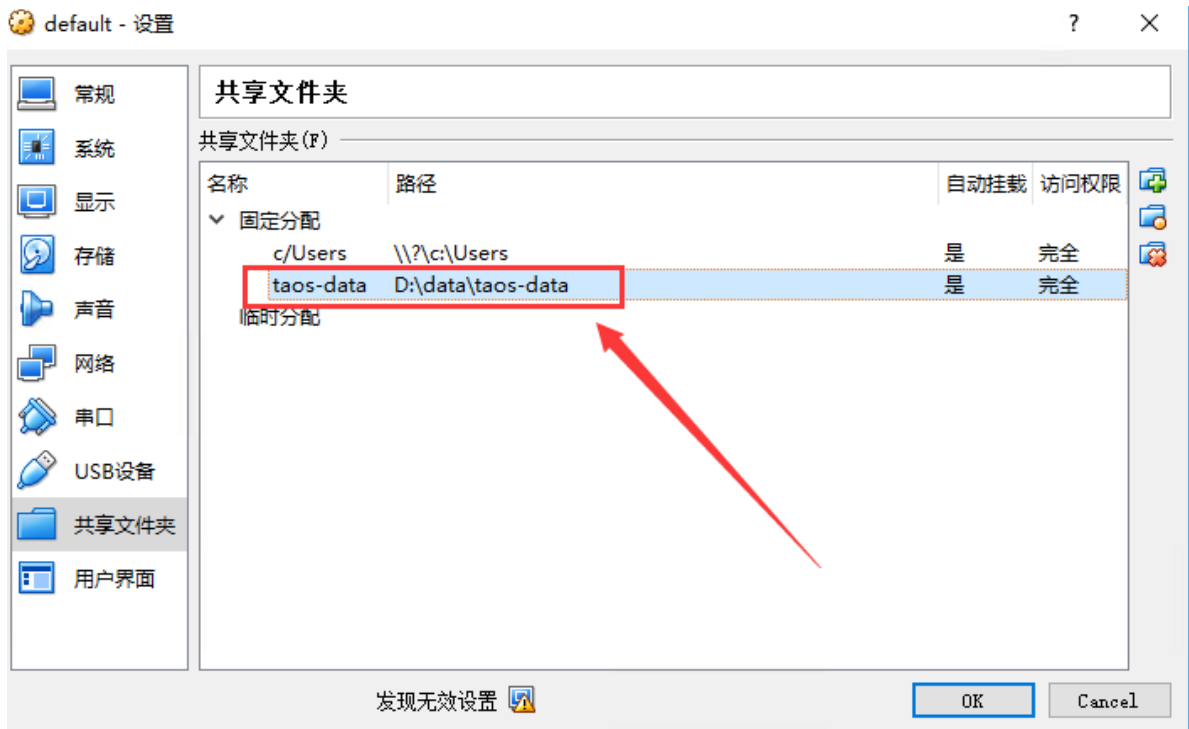 default - 设置
常规
系统
显示
存储
声音
网络
串口
USB设备
共享文件夹
用户界面
共享文件夹
共享文件夹(F)
名称 路径 自动挂载 访问权限
固定分配
c/Users \\?\c:\Users 是 完全
taos-data D:\data\taos-data 是 完全
临时分配
发现无效设置
OK Cancel